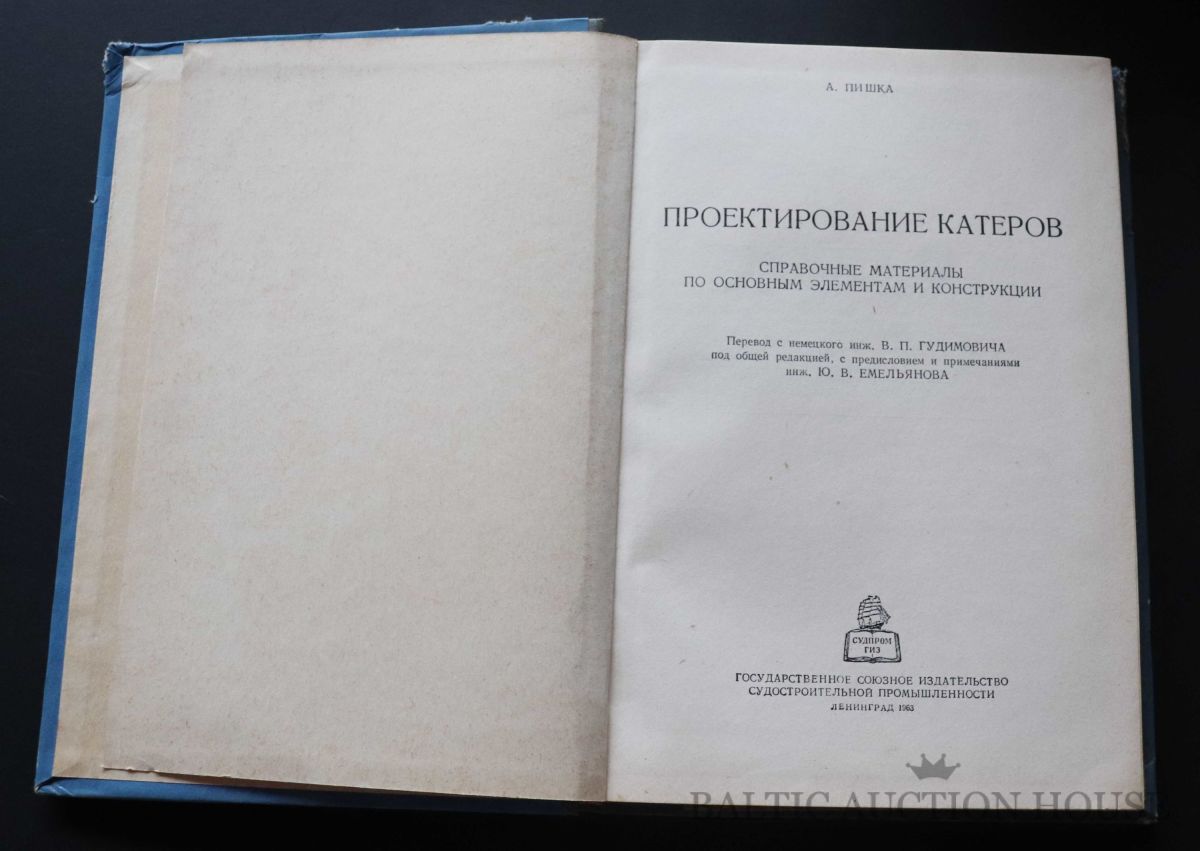 А. ПИШКА
ПРОЕКТИРОВАНИЕ КАТЕРОВ
СПРАВОЧНЫЕ МАТЕРИАЛЫ
ПО ОСНОВНЫМ ЭЛЕМЕНТАМ И КОНСТРУКЦИИ
Перевод с немецкого инж. В. П. ГУДИМОВИЧА
под общей редакцией, с предисловием и примечаниями
инж. Ю. В. ЕМЕЛЬЯНОВА
СУДПРОМ
ГИЗ
ГОСУДАРСТВЕННОЕ СОЮЗНОЕ ИЗДАТЕЛЬСТВО
СУДОСТРОИТЕЛЬНОЙ ПРОМЫШЛЕННОСТИ
ЛЕНИНГРАД 1963
BALTIC AUCTION HOUSE